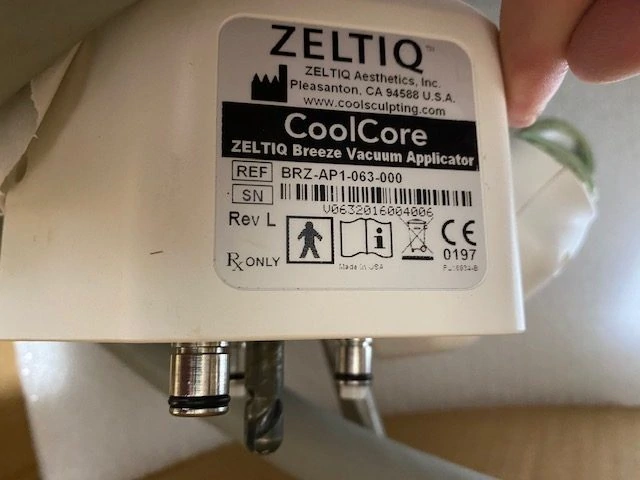 ZELTIQ™
ZELTIQ Aesthetics, Inc.
Pleasanton, CA 94588 U.S.A.
www.coolsculpting.com
CoolCore
ZELTIQ Breeze Vacuum Applicator
REF BRZ-AP1-063-000
SN
V0632016004006
Rev L
Rx ONLY
i
Made in USA
CE
0197